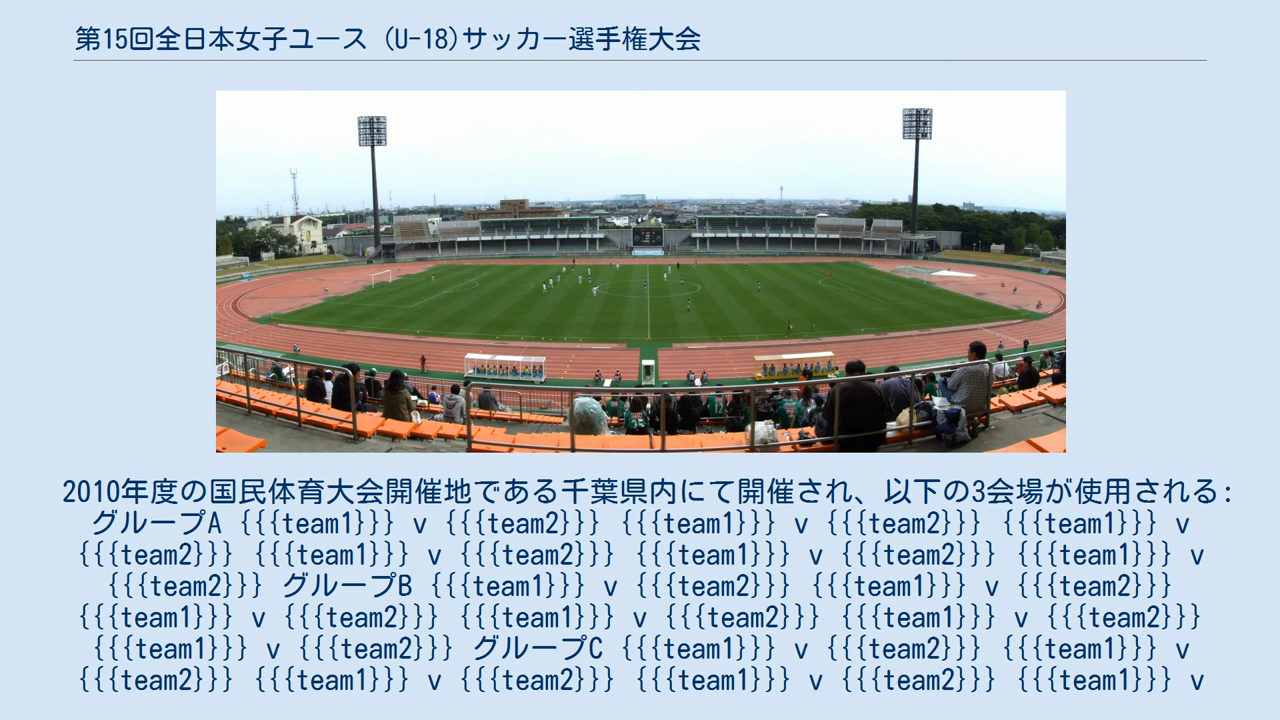 第15回全日本女子ユース (U-18)サッカー選手権大会
2010年度の国民体育大会開催地である千葉県内にて開催され、以下の3会場が使用される:
グループA {{{team1}}} v {{{team2}}} {{{team1}}} v {{{team2}}} {{{team1}}} v
{{{team2}}} {{{team1}}} v {{{team2}}} {{{team1}}} v {{{team2}}} {{{team1}}} v
{{{team2}}} グループB {{{team1}}} v {{{team2}}} {{{team1}}} v {{{team2}}}
{{{team1}}} v {{{team2}}} {{{team1}}} v {{{team2}}} {{{team1}}} v {{{team2}}}
{{{team1}}} v {{{team2}}} グループC {{{team1}}} v {{{team2}}} {{{team1}}} v
{{{team2}}} {{{team1}}} v {{{team2}}} {{{team1}}} v {{{team2}}} {{{team1}}} v